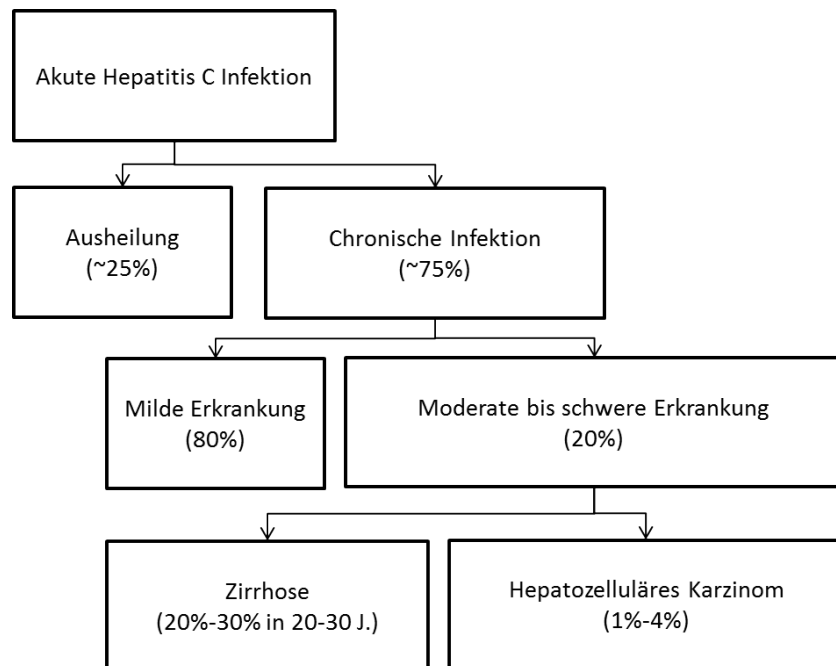 Akute Hepatitis C Infektion
Ausheilung
(~25%)
Chronische Infektion
(~75%)
Milde Erkrankung
(80%)
Moderate bis schwere Erkrankung
(20%)
Zirrhose
(20%-30% in 20-30 J.)
Hepatozelluläres Karzinom
(1%-4%)